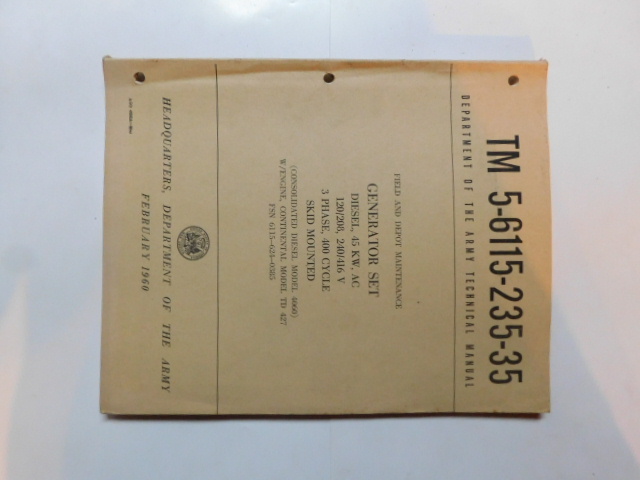 TM 5-6115-235-35
DEPARTMENT OF THE ARMY TECHNICAL MANUAL
FIELD AND DEPOT MAINTENANCE
GENERATOR SET
DIESEL, 45 KW, AC
120/208, 240/416 V
3 PHASE, 400 CYCLE
SKID MOUNTED
(CONSOLIDATED DIESEL MODEL 4060)
W/ENGINE, CONTINENTAL MODEL TD 427
FSN 6115-624-0385
HEADQUARTERS, DEPARTMENT OF THE ARMY
FEBRUARY 1960